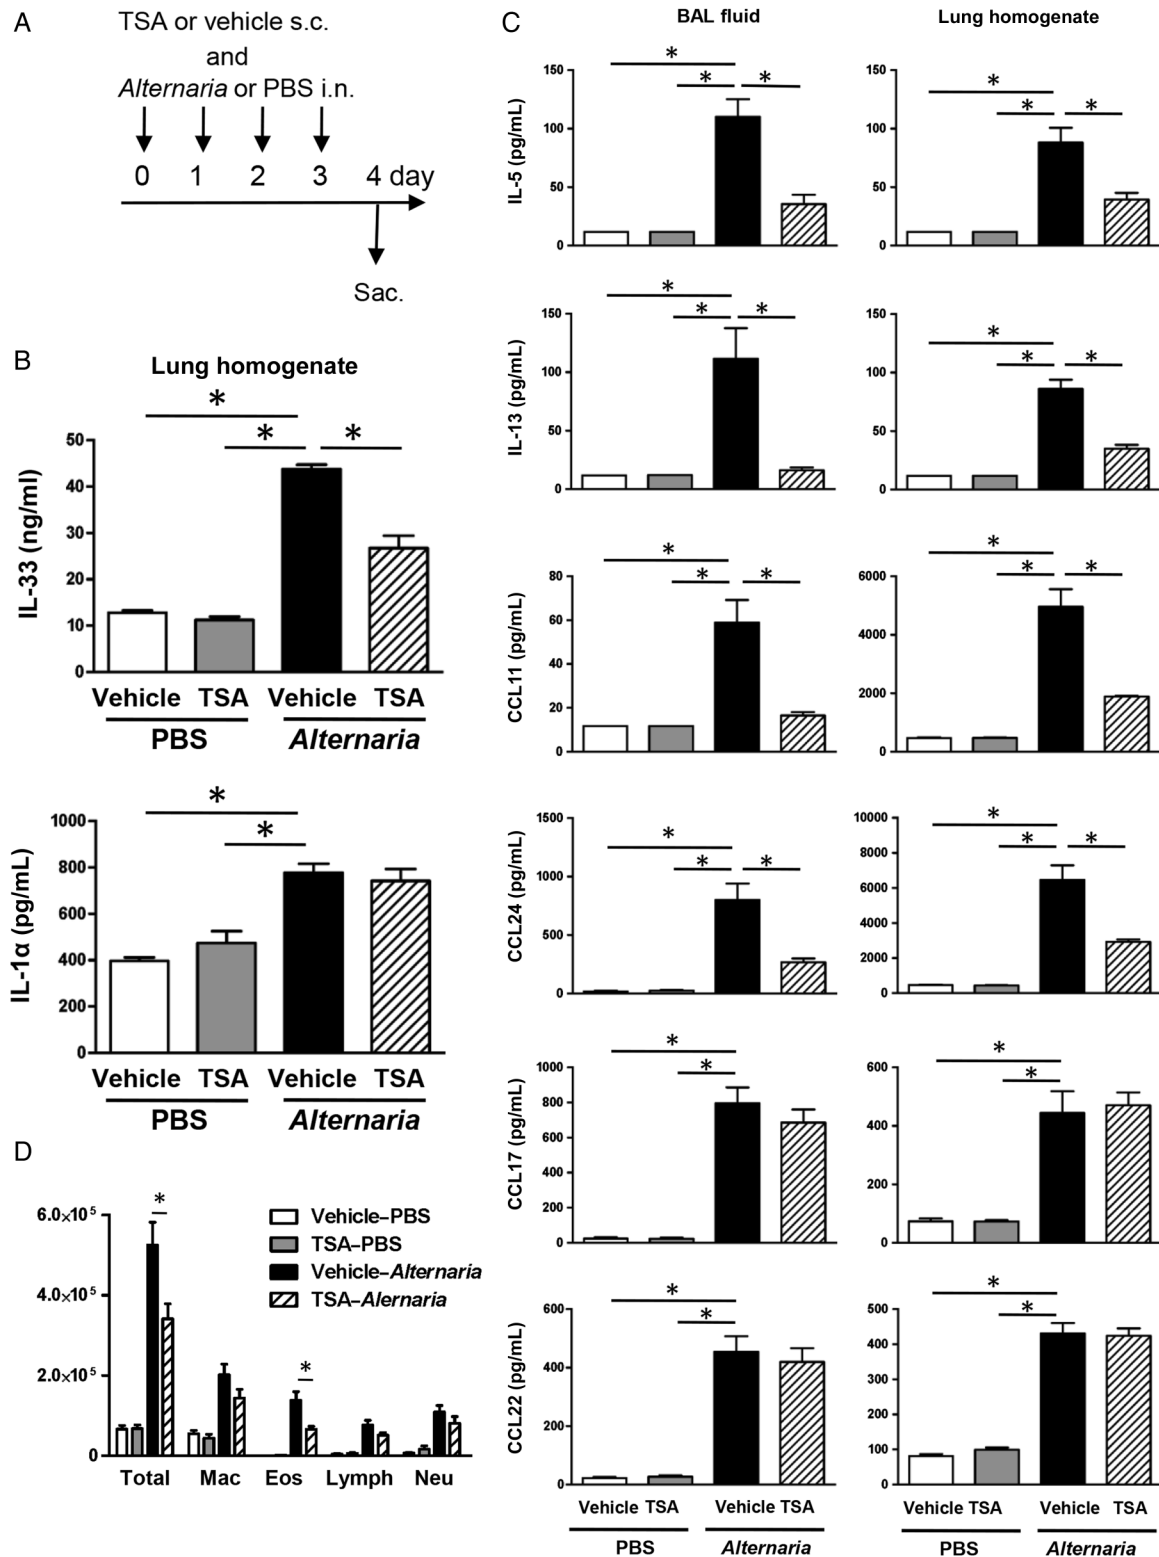 A
TSA or vehicle s.c.
and
Alternaria or PBS i.n.
0 1 2 3 4 day
Sac.
B
Lung homogenate
* * *
IL-33 (ng/ml)
50
40
30
20
10
0
Vehicle TSA Vehicle TSA
PBS Alternaria
* *
IL-1α (pg/mL)
1000
800
600
400
200
0
Vehicle TSA Vehicle TSA
PBS Alternaria
C
BAL fluid Lung homogenate
* * *
IL-5 (pg/mL)
150
100
50
0
* * *
150
100
50
0
* * *
IL-13 (pg/mL)
150
100
50
0
* * *
150
100
50
0
* * *
CCL11 (pg/mL)
80
60
40
20
0
* * *
6000
4000
2000
0
* * *
CCL24 (pg/mL)
1500
1000
500
0
* * *
10000
8000
6000
4000
2000
0
* *
CCL17 (pg/mL)
1000
800
600
400
200
0
* *
600
400
200
0
* *
CCL22 (pg/mL)
600
400
200
0
* *
500
400
300
200
100
0
Vehicle TSA Vehicle TSA
PBS Alternaria
Vehicle TSA Vehicle TSA
PBS Alternaria
D
* *
6.0×10⁵
4.0×10⁵
2.0×10⁵
0
Total Mac Eos Lymph Neu
Vehicle–PBS
TSA–PBS
Vehicle–Alternaria
TSA–Alernaria